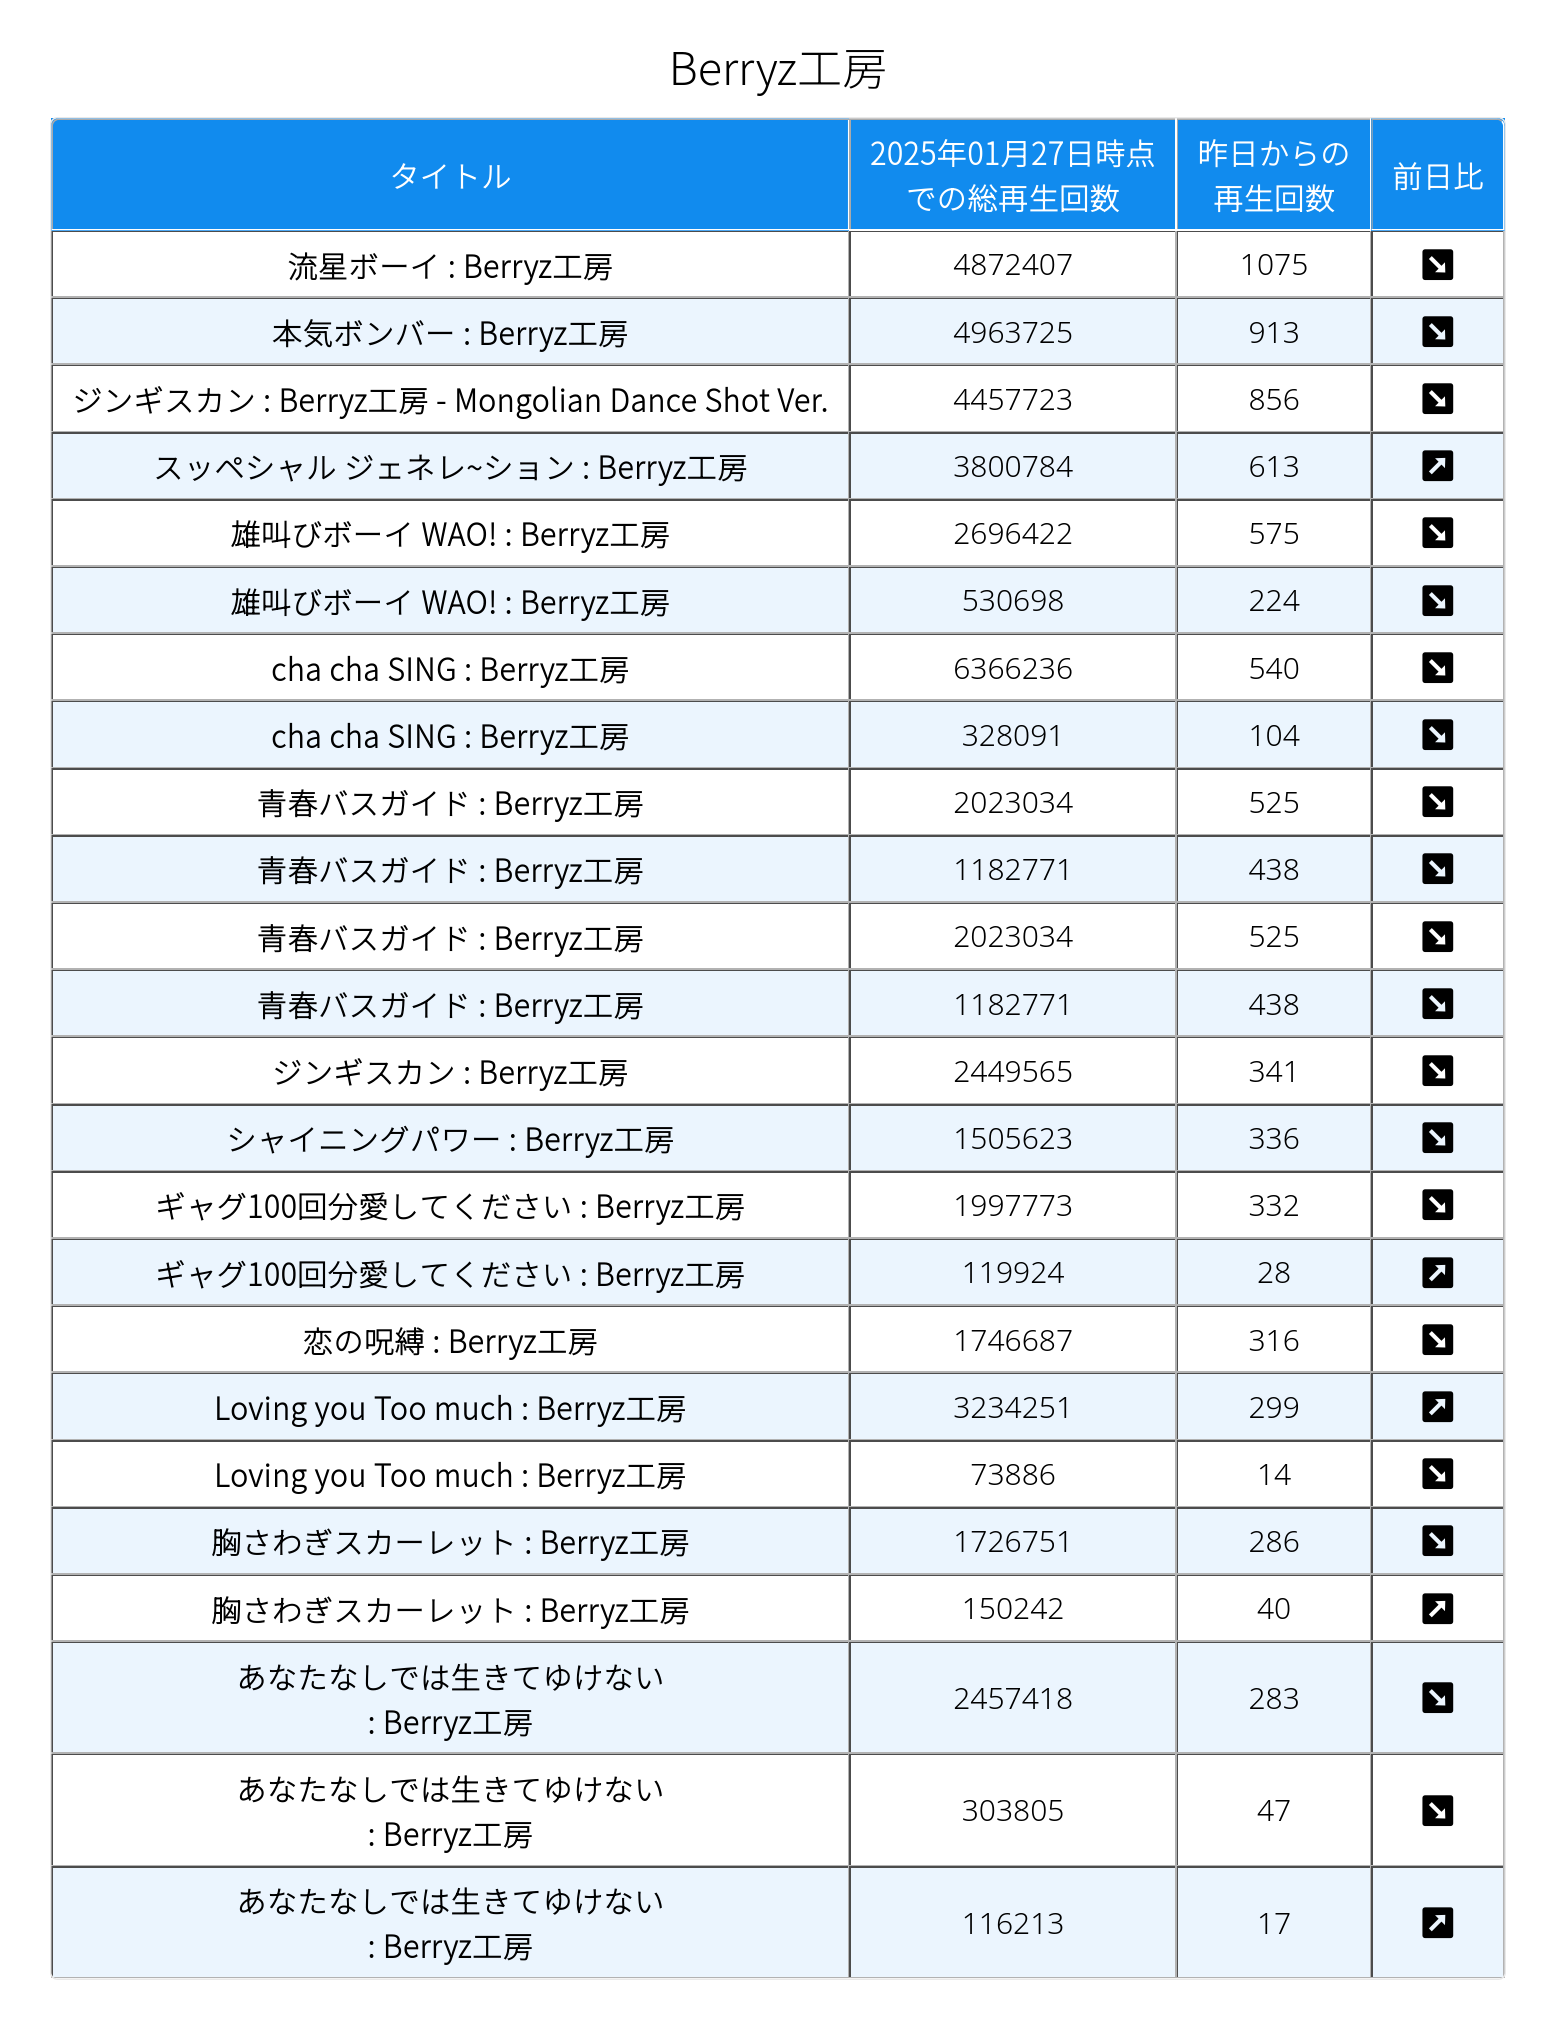 Berryz工房
タイトル 2025年01月27日時点 昨日からの 前日比
での総再生回数 再生回数
流星ボーイ : Berryz工房 4872407 1075 ↘
本気ボンバー : Berryz工房 4963725 913 ↘
ジンギスカン : Berryz工房 - Mongolian Dance Shot Ver. 4457723 856 ↘
スッペシャル ジェネレ~ション : Berryz工房 3800784 613 ↗
雄叫びボーイ WAO! : Berryz工房 2696422 575 ↘
雄叫びボーイ WAO! : Berryz工房 530698 224 ↘
cha cha SING : Berryz工房 6366236 540 ↘
cha cha SING : Berryz工房 328091 104 ↘
青春バスガイド : Berryz工房 2023034 525 ↘
青春バスガイド : Berryz工房 1182771 438 ↘
青春バスガイド : Berryz工房 2023034 525 ↘
青春バスガイド : Berryz工房 1182771 438 ↘
ジンギスカン : Berryz工房 2449565 341 ↘
シャイニングパワー : Berryz工房 1505623 336 ↘
ギャグ100回分愛してください : Berryz工房 1997773 332 ↘
ギャグ100回分愛してください : Berryz工房 119924 28 ↗
恋の呪縛 : Berryz工房 1746687 316 ↘
Loving you Too much : Berryz工房 3234251 299 ↗
Loving you Too much : Berryz工房 73886 14 ↘
胸さわぎスカーレット : Berryz工房 1726751 286 ↘
胸さわぎスカーレット : Berryz工房 150242 40 ↗
あなたなしでは生きてゆけない
: Berryz工房 2457418 283 ↘
あなたなしでは生きてゆけない
: Berryz工房 303805 47 ↘
あなたなしでは生きてゆけない
: Berryz工房 116213 17 ↗